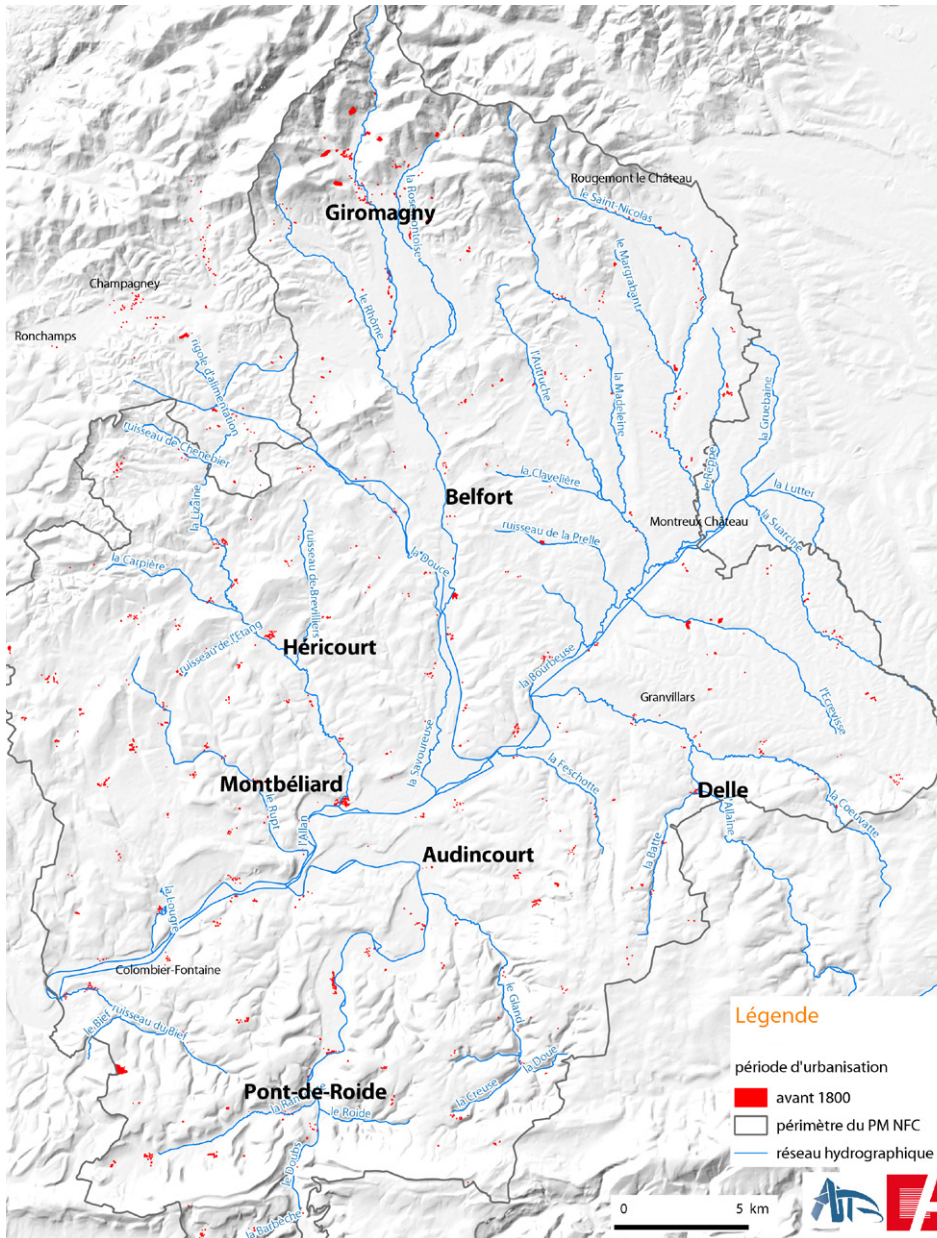 Rougemont le Château
le Saint-Nicolas
la Rosemontoise
Giromagny
le Margrabant
Champagney
le Rhôme
Ronchamps
rigole d'alimentation
l'Autruche
la Madeleine
la Gruebaine
ruisseau de Chenebier
le Reppe
la Clavelière
la Lutter
Belfort
la Lizaine
Montreux Château
la Suarcine
ruisseau de la Prelle
la Carpière
la Douce
ruisseau de Brevilliers
ruisseau de l'Etang
Héricourt
la Bourbeuse
Granvillars
l'Ecrevisse
la Savoureuse
la Feschotte
Montbéliard
Delle
la Coeuvatte
le Rupt
l'Allan
l'Allaine
la Batte
Audincourt
la Lougre
Colombier-Fontaine
le Gland
le Bief
ruisseau du Bief
la Doue
la Creuse
Pont-de-Roide
le Roide
le Doubs
la Barbèche
Légende
période d'urbanisation
avant 1800
périmètre du PM NFC
réseau hydrographique
0 5 km